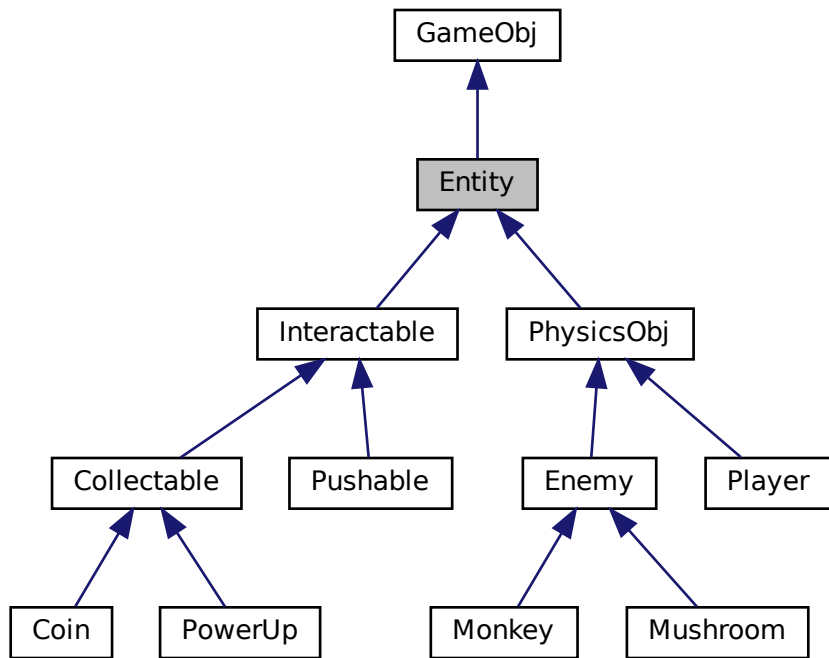 GameObj
Entity
Interactable
PhysicsObj
Collectable
Pushable
Enemy
Player
Coin
PowerUp
Monkey
Mushroom